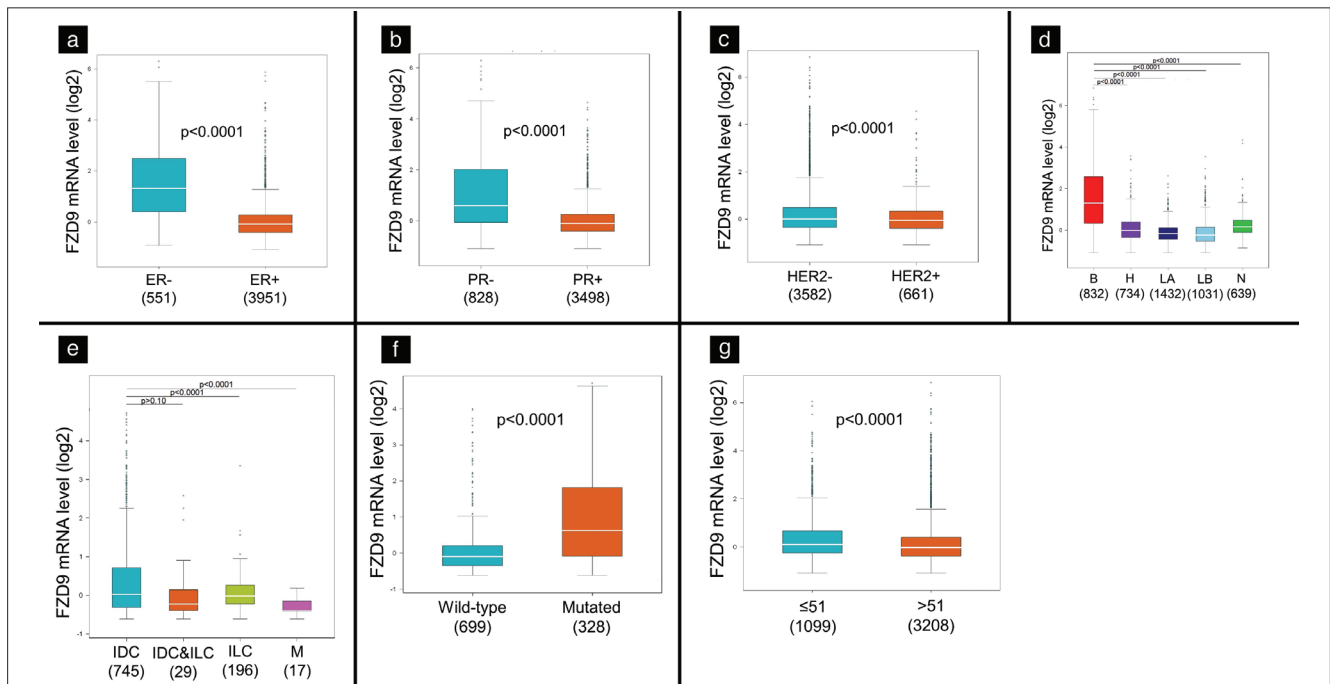 a
FZD9 mRNA level (log2)
6
4
2
0
p<0.0001
ER-
(551)
ER+
(3951)
b
FZD9 mRNA level (log2)
6
4
2
0
p<0.0001
PR-
(828)
PR+
(3498)
c
FZD9 mRNA level (log2)
6
4
2
0
p<0.0001
HER2-
(3582)
HER2+
(661)
d
FZD9 mRNA level (log2)
6
4
2
0
p<0.0001
p<0.0001
p<0.0001
p<0.0001
B H LA LB N
(832) (734) (1432) (1031) (639)
e
FZD9 mRNA level (log2)
4
3
2
1
0
-1
p<0.0001
p<0.0001
p>0.10
IDC IDC&ILC ILC M
(745) (29) (196) (17)
f
FZD9 mRNA level (log2)
4
3
2
1
0
-1
p<0.0001
Wild-type
(699)
Mutated
(328)
g
FZD9 mRNA level (log2)
6
4
2
0
p<0.0001
≤51
(1099)
>51
(3208)